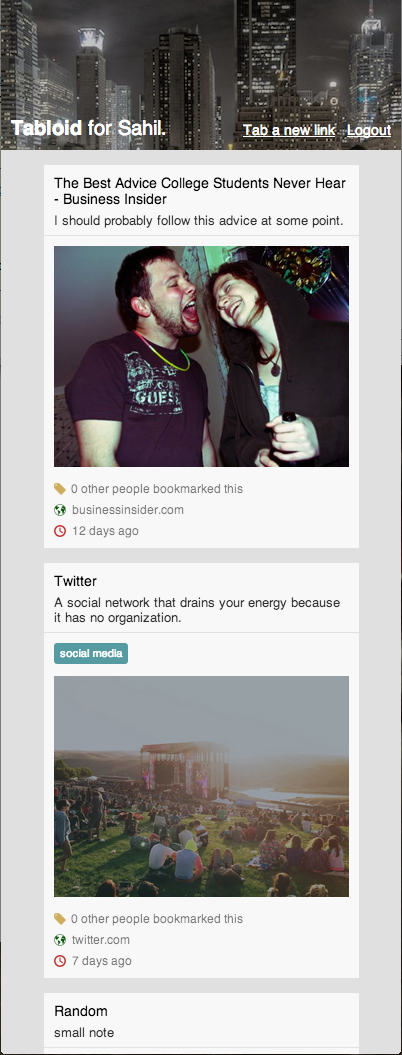 Tabloid for Sahil.
Tab a new link Logout
The Best Advice College Students Never Hear
- Business Insider
I should probably follow this advice at some point.
GUES
0 other people bookmarked this
businessinsider.com
12 days ago
Twitter
A social network that drains your energy because
it has no organization.
social media
0 other people bookmarked this
twitter.com
7 days ago
Random
small note